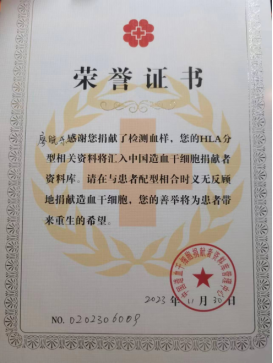 荣誉证书
感谢您捐献了检测血样，您的HLA分
型相关资料将汇入中国造血干细胞捐献者
资料库。请在与患者配型相合时义无反顾
地捐献造血干细胞，您的善举将为患者带
来重生的希望。
2023年11月30日
NO. 0202306009